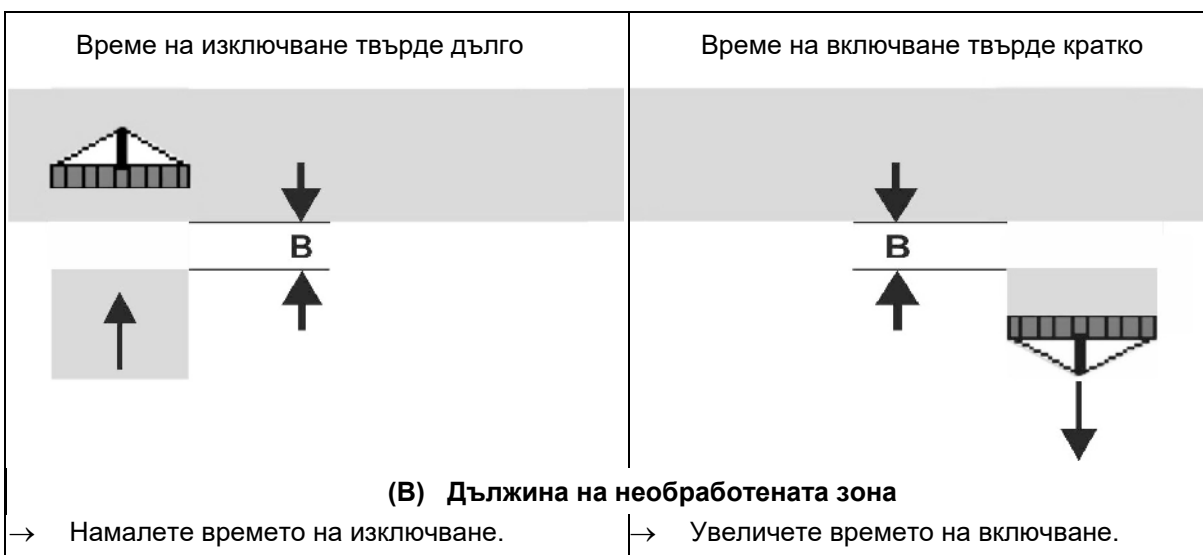 Време на изключване твърде дълго
Време на включване твърде кратко
B
B
(B) Дължина на необработената зона
→ Намалете времето на изключване.
→ Увеличете времето на включване.